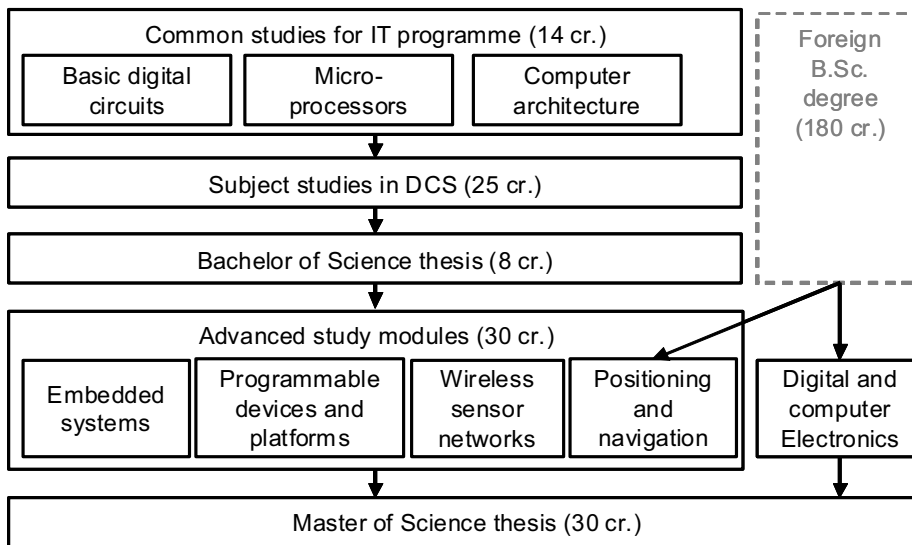 Common studies for IT programme (14 cr.)
Basic digital
circuits
Micro-
processors
Computer
architecture
Foreign
B.Sc.
degree
(180 cr.)
Subject studies in DCS (25 cr.)
Bachelor of Science thesis (8 cr.)
Advanced study modules (30 cr.)
Embedded
systems
Programmable
devices and
platforms
Wireless
sensor
networks
Positioning
and
navigation
Digital and
computer
Electronics
Master of Science thesis (30 cr.)